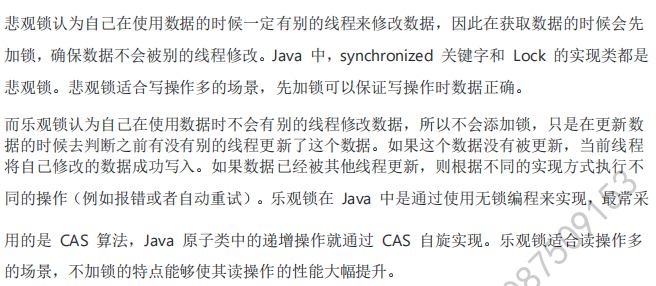 悲观锁认为自己在使用数据的时候一定有别的线程来修改数据，因此在获取数据的时候会先
加锁，确保数据不会被别的线程修改。Java 中，synchronized 关键字和 Lock 的实现类都是
悲观锁。悲观锁适合写操作多的场景，先加锁可以保证写操作时数据正确。
而乐观锁认为自己在使用数据时不会有别的线程修改数据，所以不会添加锁，只是在更新数
据的时候去判断之前有没有别的线程更新了这个数据。如果这个数据没有被更新，当前线程
将自己修改的数据成功写入。如果数据已经被其他线程更新，则根据不同的实现方式执行不
同的操作（例如报错或者自动重试）。乐观锁在 Java 中是通过使用无锁编程来实现，最常采
用的是 CAS 算法，Java 原子类中的递增操作就通过 CAS 自旋实现。乐观锁适合读操作多
的场景，不加锁的特点能够使其读操作的性能大幅提升。